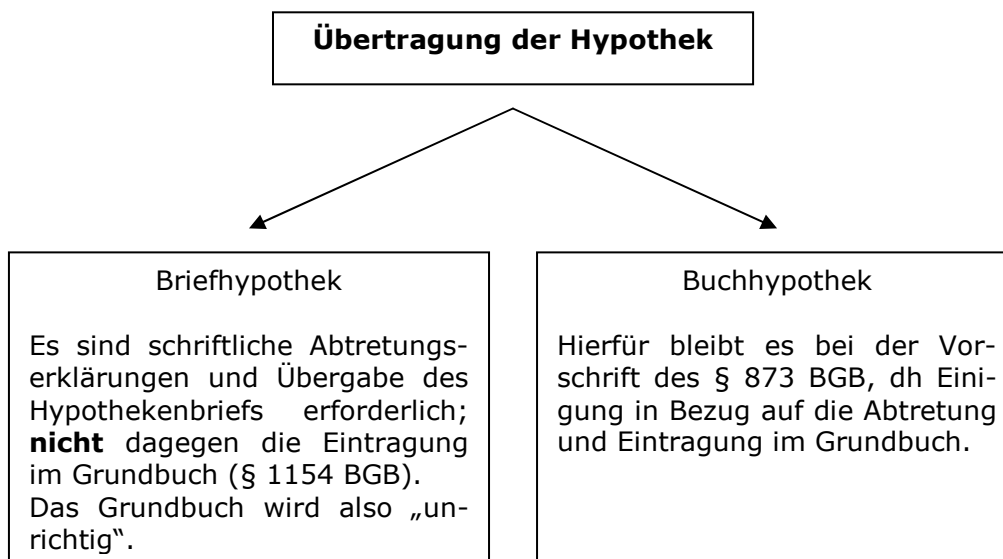 Übertragung der Hypothek
Briefhypothek
Es sind schriftliche Abtretungs-
erklärungen und Übergabe des
Hypothekenbriefs erforderlich;
nicht dagegen die Eintragung
im Grundbuch (§ 1154 BGB).
Das Grundbuch wird also „un-
richtig“.
Buchhypothek
Hierfür bleibt es bei der Vor-
schrift des § 873 BGB, dh Eini-
gung in Bezug auf die Abtretung
und Eintragung im Grundbuch.